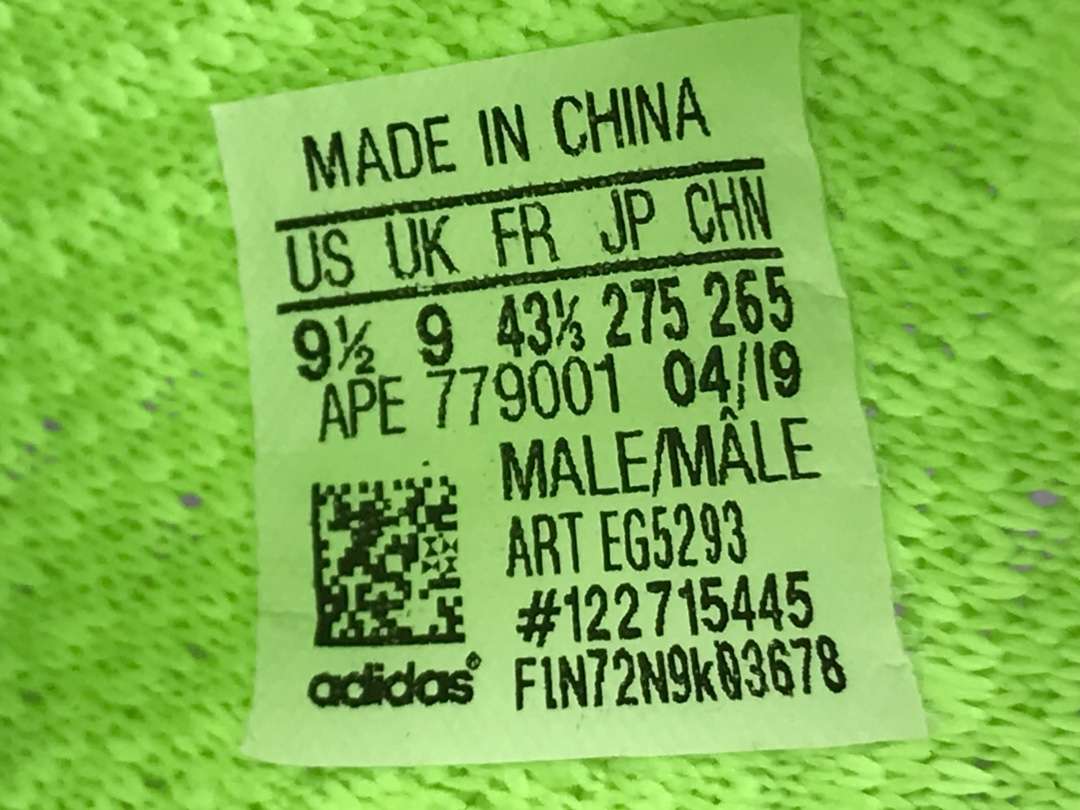 MADE IN CHINA
US UK FR JP CHN
9½ 9 43⅓ 275 265
APE 779001 04/19
MALE/MÂLE
ART EG5293
#122715445
F1N72N9k03678
adidas®